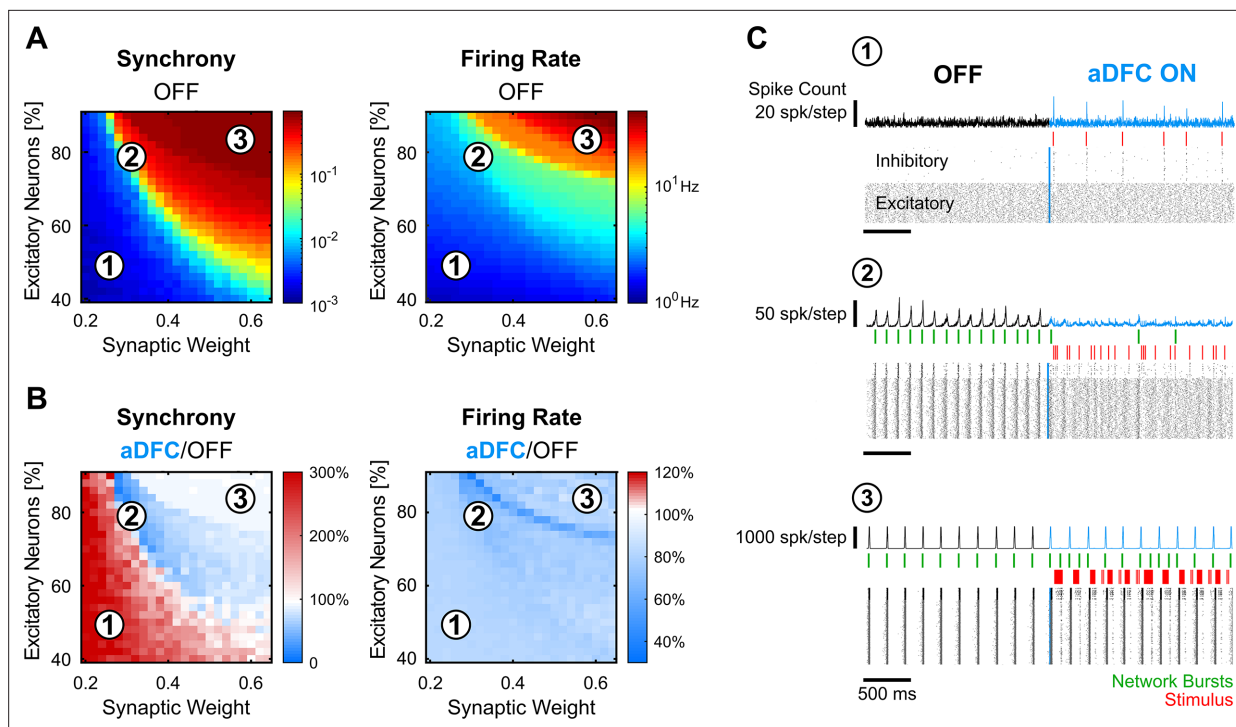 A
Synchrony
OFF
Excitatory Neurons [%]
80
60
40
0.2 0.4 0.6
Synaptic Weight
1
2
3
10-1
10-2
10-3
Firing Rate
OFF
Excitatory Neurons [%]
80
60
40
0.2 0.4 0.6
Synaptic Weight
1
2
3
101Hz
100Hz
B
Synchrony
aDFC/OFF
Excitatory Neurons [%]
80
60
40
0.2 0.4 0.6
Synaptic Weight
1
2
3
300%
200%
100%
0
Firing Rate
aDFC/OFF
Excitatory Neurons [%]
80
60
40
0.2 0.4 0.6
Synaptic Weight
1
2
3
120%
100%
80%
60%
40%
C
1
OFF aDFC ON
Spike Count
20 spk/step
Inhibitory
Excitatory
2
50 spk/step
3
1000 spk/step
500 ms
Network Bursts
Stimulus